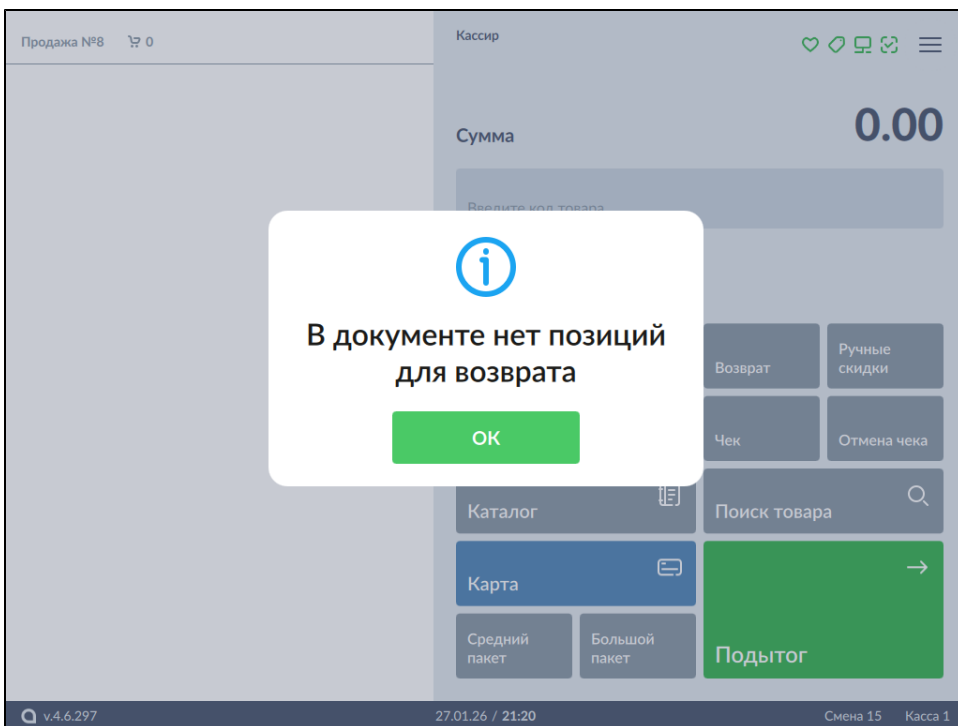 Продажа №8
0
Кассир
Сумма
0.00
Введите код товара
В документе нет позиций
для возврата
ОК
Возврат
Ручные
скидки
Чек
Отмена чека
Каталог
Поиск товара
Карта
Средний
пакет
Большой
пакет
Подытог
v.4.6.297
27.01.26 / 21:20
Смена 15
Касса 1